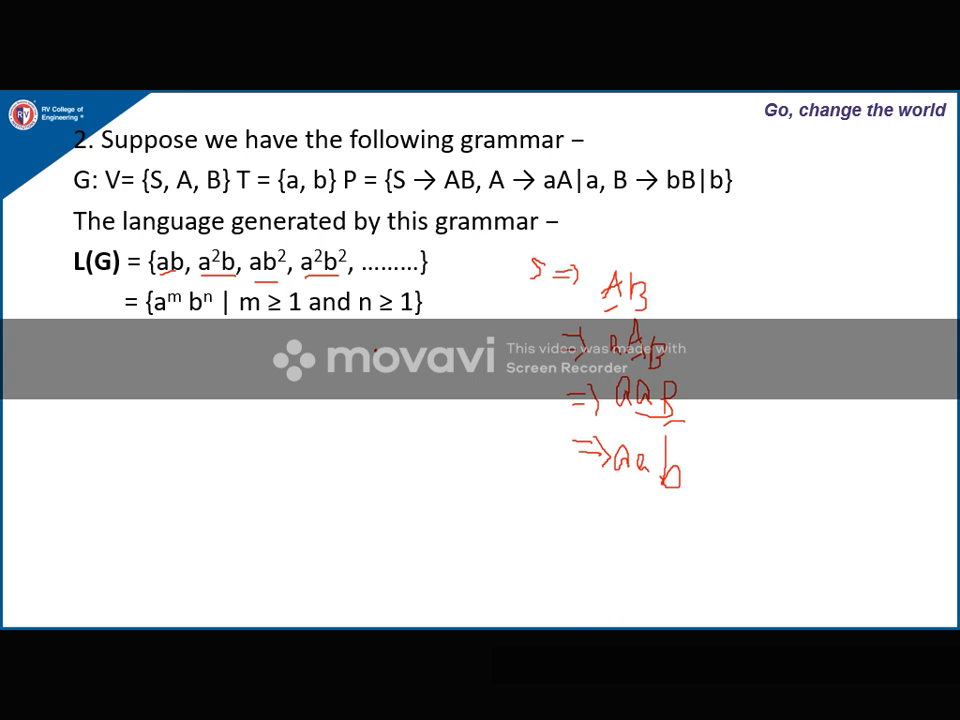 RV College of
Engineering ®
Go, change the world
2. Suppose we have the following grammar −
G: V= {S, A, B} T = {a, b} P = {S → AB, A → aA|a, B → bB|b}
The language generated by this grammar −
L(G) = {ab, a²b, ab², a²b², ………}
= {aᵐ bⁿ | m ≥ 1 and n ≥ 1}
S ⇒ AB
⇒ aAB
⇒ aaB
⇒ aab
movavi
This video was made with
Screen Recorder